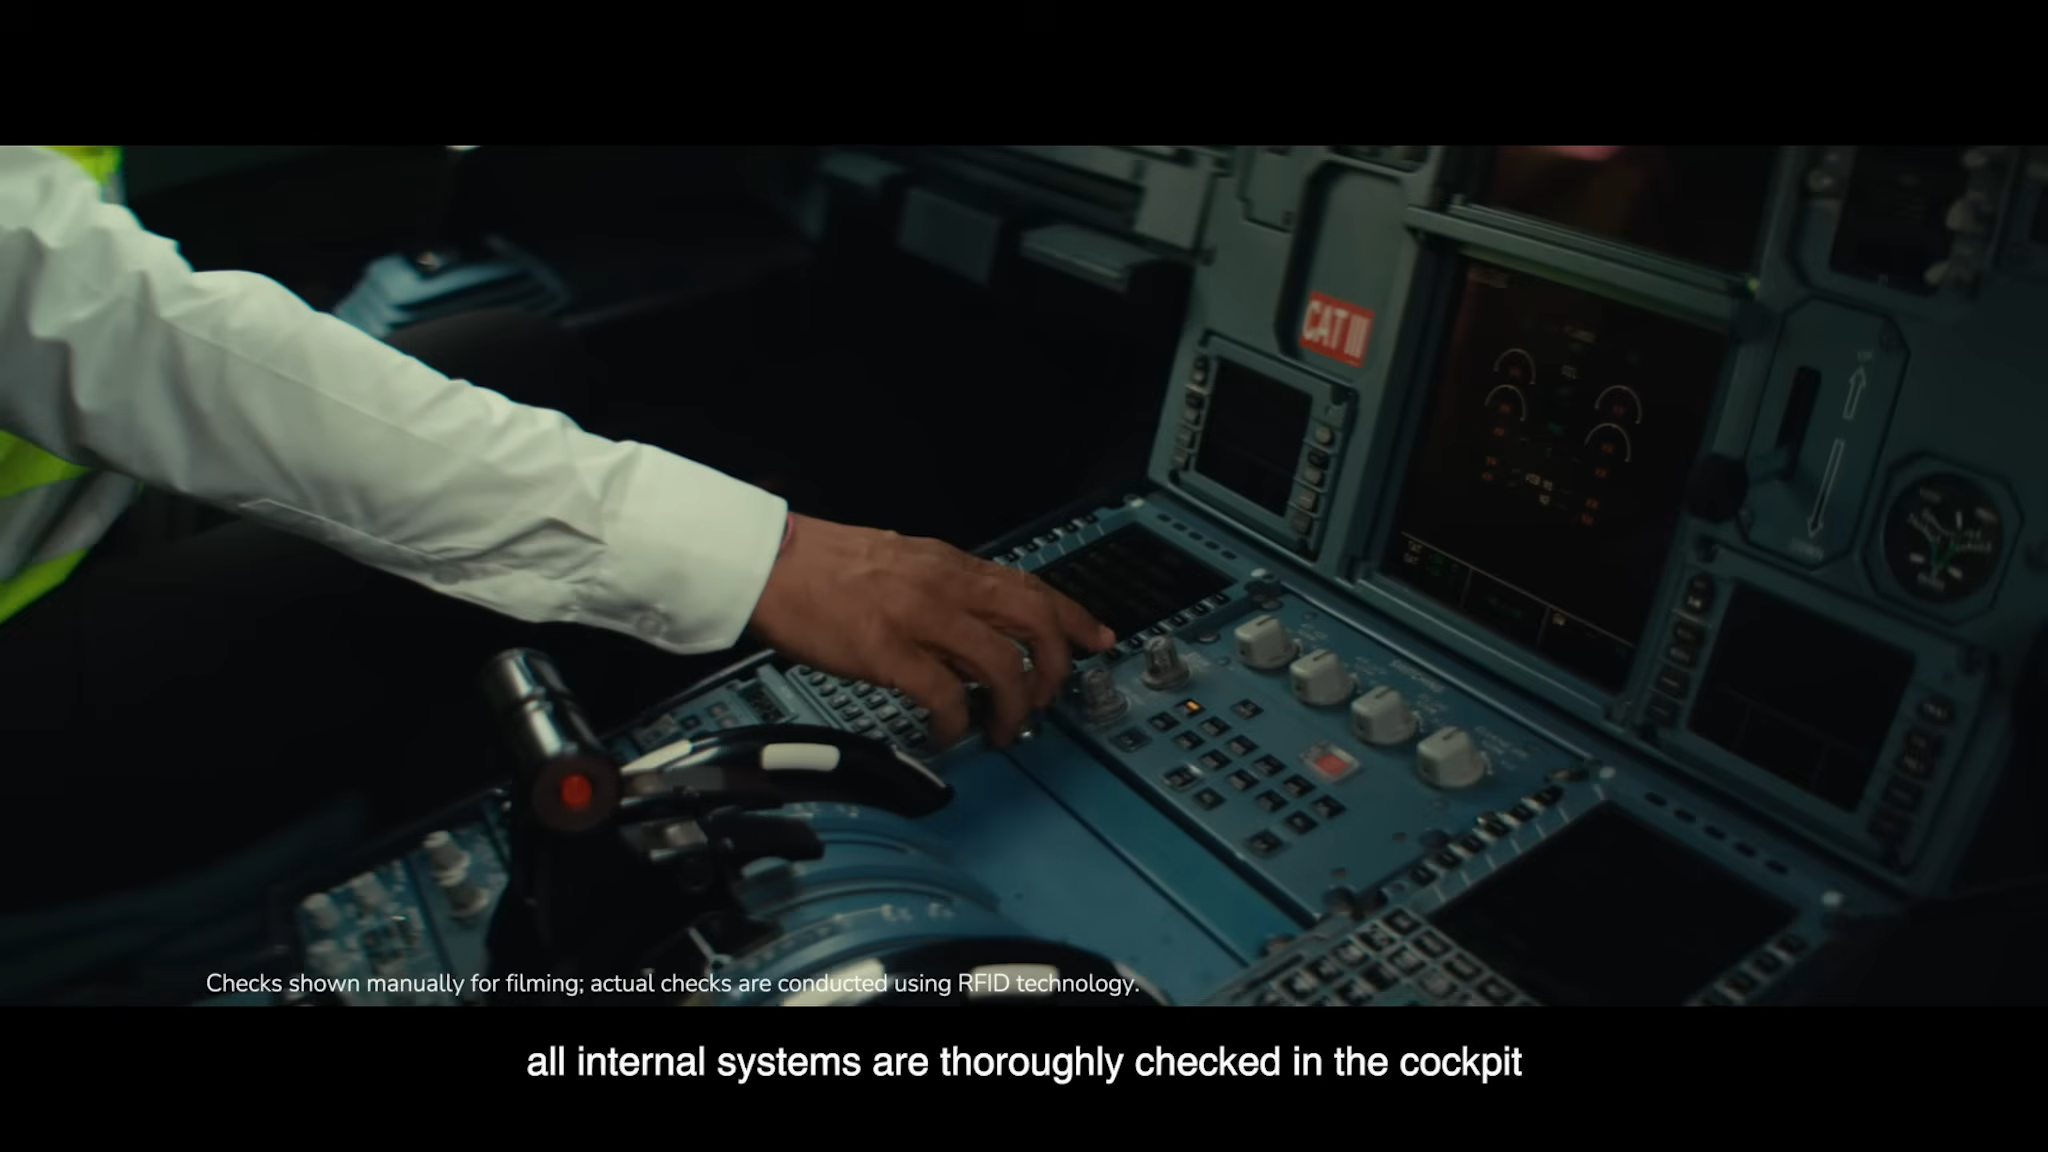 CAT III
SWITCHING
Checks shown manually for filming; actual checks are conducted using RFID technology.
all internal systems are thoroughly checked in the cockpit